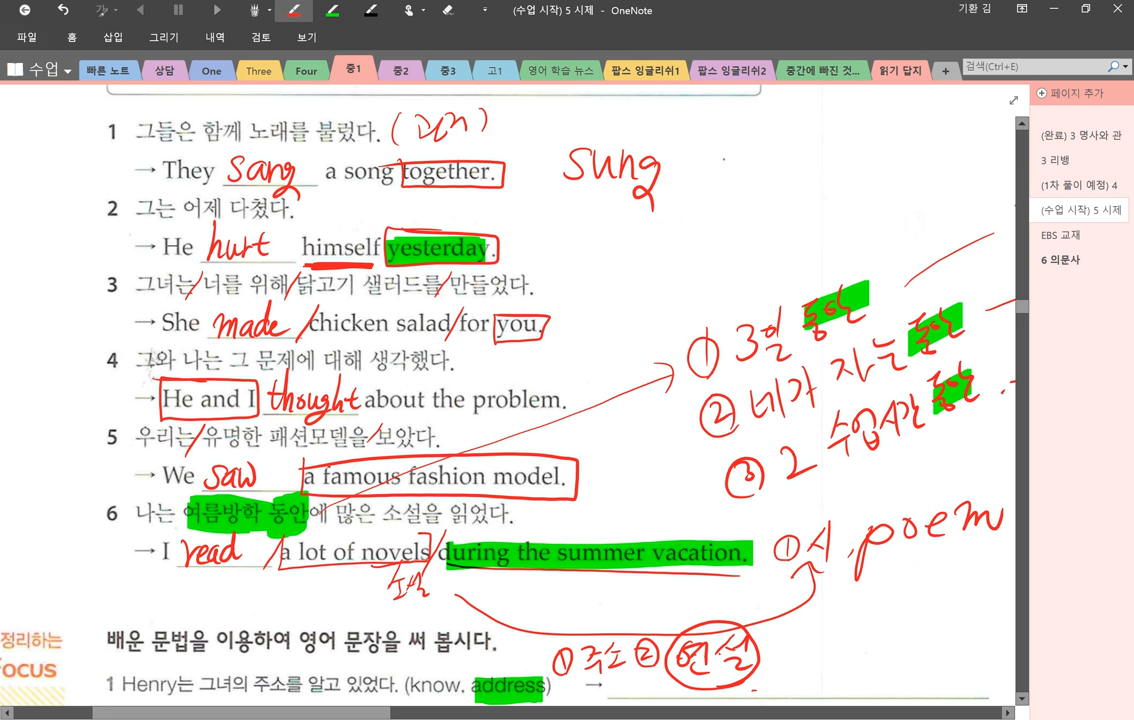 (수업 시작) 5 시제 - OneNote
기환 김
파일 홈 삽입 그리기 내역 검토 보기
수업 빠른 노트 상담 One Three Four 중1 중2 중3 고1 영어 학습 뉴스 팝스 잉글리쉬1 팝스 잉글리쉬2 중간에 빠진 것... 읽기 답지 + 검색(Ctrl+E)
페이지 추가
(완료) 3 명사와 관
3 리뱅
(1차 풀이 예정) 4
(수업 시작) 5 시제
EBS 교재
6 의문사
1 그들은 함께 노래를 불렀다. (과거)
→ They sang a song together. sung
2 그는 어제 다쳤다.
→ He hurt himself yesterday.
3 그녀는/너를 위해/닭고기 샐러드를/만들었다.
→ She made / chicken salad / for you.
4 그와 나는 그 문제에 대해 생각했다.
→ He and I thought about the problem.
5 우리는/유명한 패션모델을/보았다.
→ We saw a famous fashion model.
6 나는 여름방학 동안에 많은 소설을 읽었다.
→ I read / a lot of novels / during the summer vacation.
소설
① 3일 동안
② 네가 자는 동안
③ 2 수업시간 동안
① 시, poem
① 주소 ② 연설
정리하는
FOCUS
배운 문법을 이용하여 영어 문장을 써 봅시다.
1 Henry는 그녀의 주소를 알고 있었다. (know, address) →